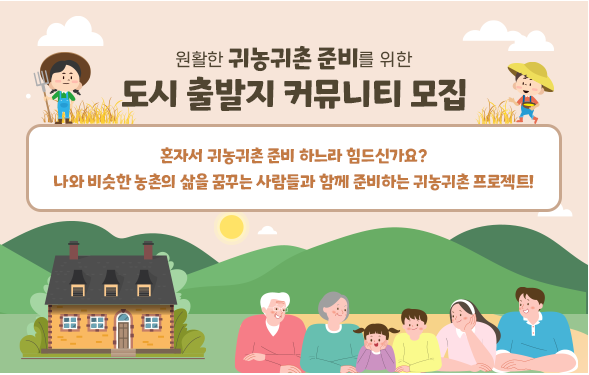 원활한 귀농귀촌 준비를 위한
도시 출발지 커뮤니티 모집
혼자서 귀농귀촌 준비 하느라 힘드신가요?
나와 비슷한 농촌의 삶을 꿈꾸는 사람들과 함께 준비하는 귀농귀촌 프로젝트!